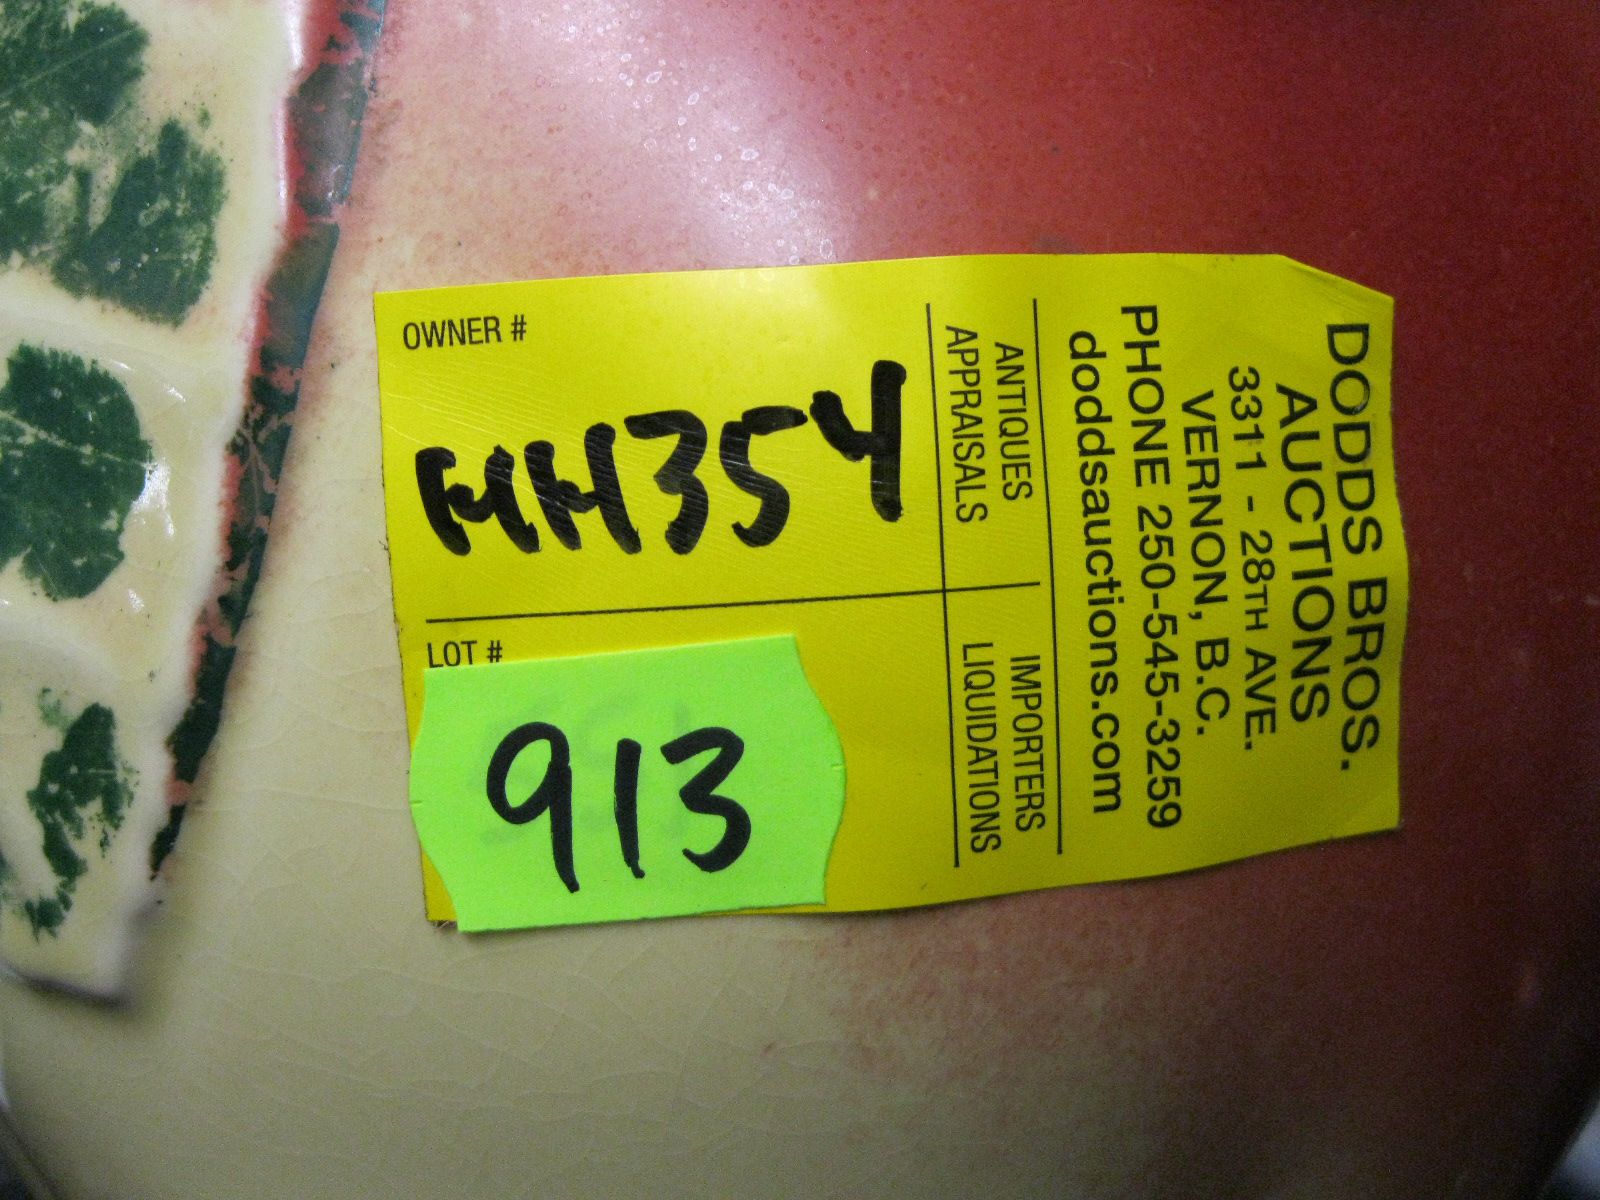 DODDS BROS.
AUCTIONS
3311 - 28TH AVE.
VERNON, B.C.
PHONE 250-545-3259
doddsauctions.com
ANTIQUES
APPRAISALS
IMPORTERS
LIQUIDATIONS
OWNER #
HH354
LOT #
913